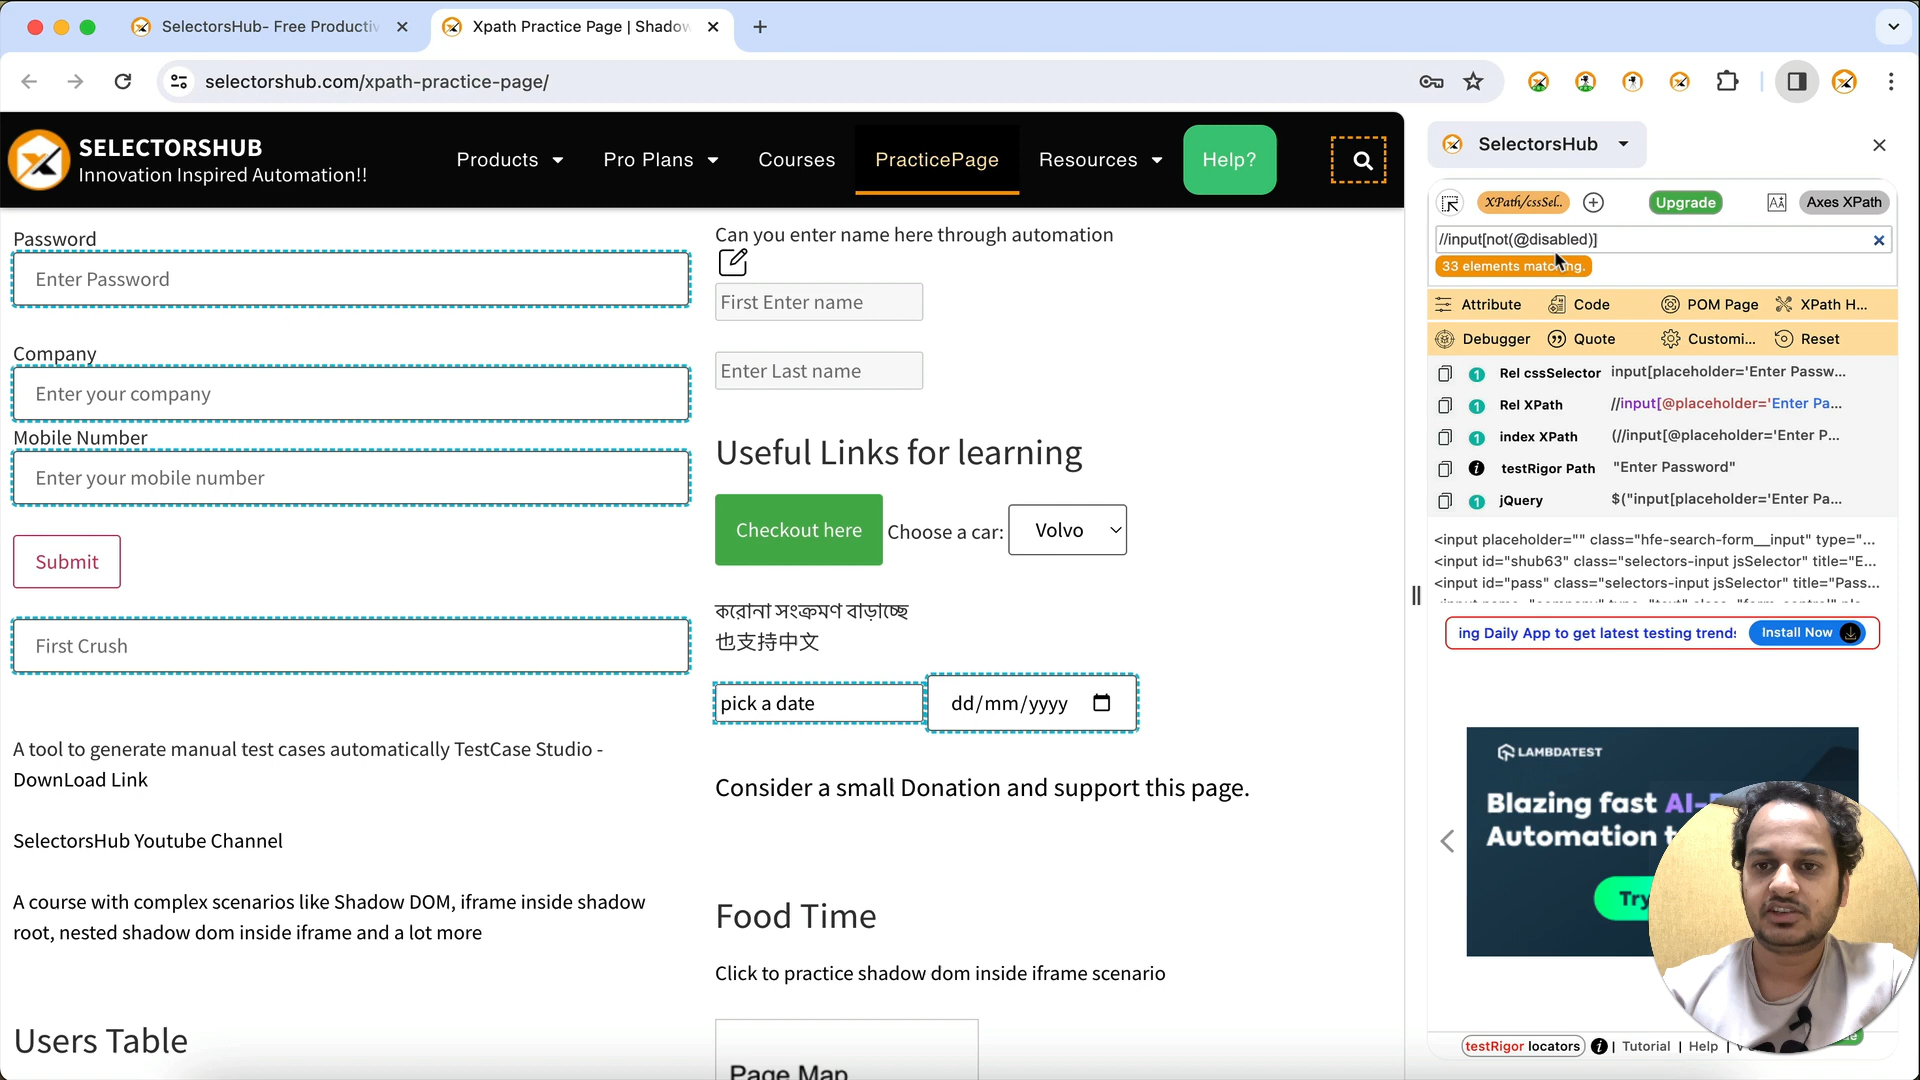 SelectorsHub- Free Productiv
Xpath Practice Page | Shadow
selectorshub.com/xpath-practice-page/
SELECTORSHUB
Innovation Inspired Automation!!
Products
Pro Plans
Courses
PracticePage
Resources
Help?
Password
Enter Password
Company
Enter your company
Mobile Number
Enter your mobile number
Submit
First Crush
A tool to generate manual test cases automatically TestCase Studio -
DownLoad Link
SelectorsHub Youtube Channel
A course with complex scenarios like Shadow DOM, iframe inside shadow
root, nested shadow dom inside iframe and a lot more
Users Table
Can you enter name here through automation
First Enter name
Enter Last name
Useful Links for learning
Checkout here
Choose a car:
Volvo
করোনা সংক্রমণ বাড়াচ্ছে
也支持中文
pick a date
dd/mm/yyyy
Consider a small Donation and support this page.
Food Time
Click to practice shadow dom inside iframe scenario
Page Map
SelectorsHub
XPath/cssSel..
Upgrade
Axes XPath
//input[not(@disabled)]
33 elements matching.
Attribute
Code
POM Page
XPath H...
Debugger
Quote
Customi...
Reset
1 Rel cssSelector input[placeholder='Enter Passw...
1 Rel XPath //input[@placeholder='Enter Pa...
1 index XPath (//input[@placeholder='Enter P...
i testRigor Path "Enter Password"
1 jQuery $("input[placeholder='Enter Pa...
<input placeholder="" class="hfe-search-form__input" type="...
<input id="shub63" class="selectors-input jsSelector" title="E...
<input id="pass" class="selectors-input jsSelector" title="Pass...
ing Daily App to get latest testing trends
Install Now
LAMBDATEST
Blazing fast AI-
Automation
Try
testRigor locators
i | Tutorial | Help |